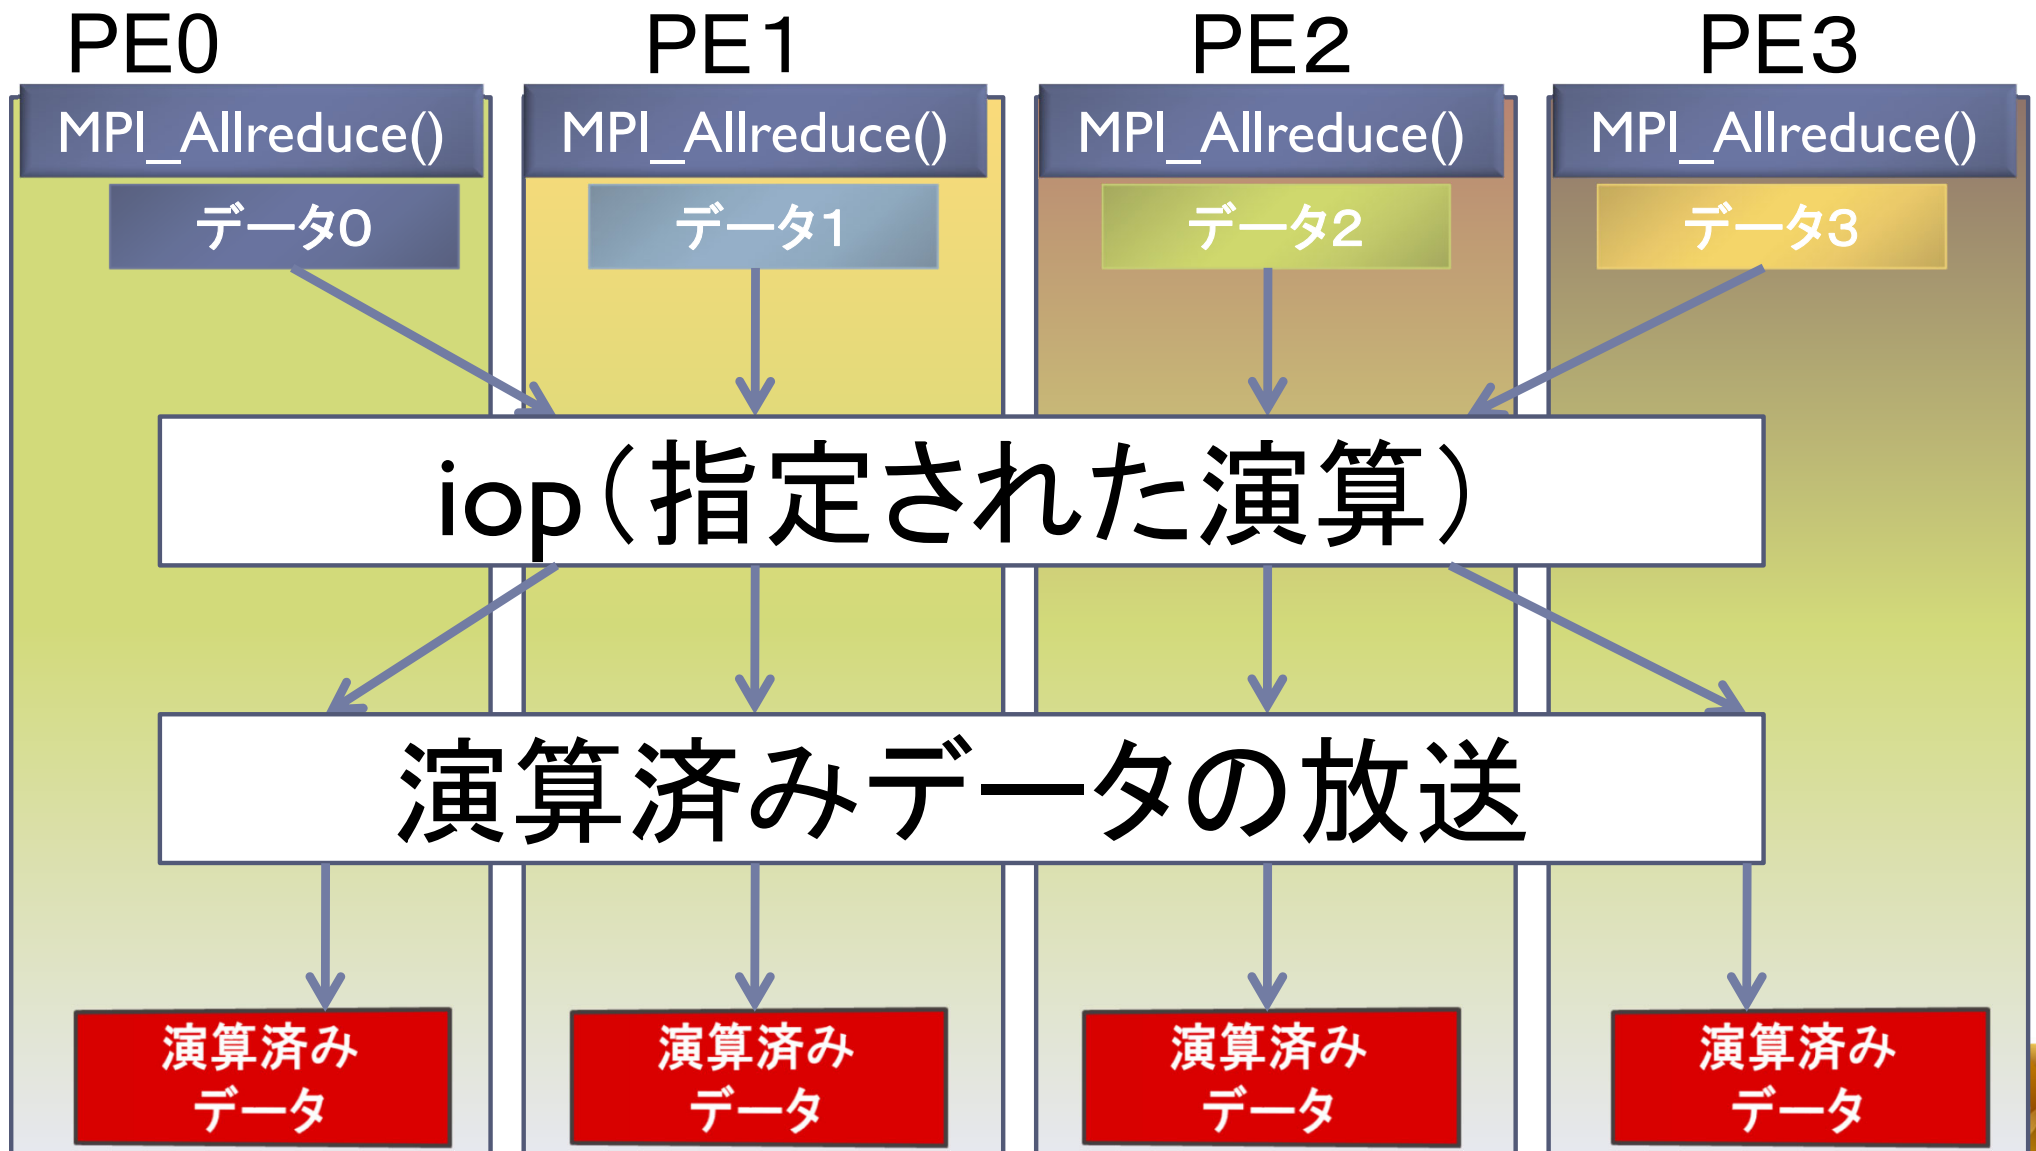 PE0 PE1 PE2 PE3
MPI_Allreduce() MPI_Allreduce() MPI_Allreduce() MPI_Allreduce()
データ0 データ1 データ2 データ3
iop(指定された演算)
演算済みデータの放送
演算済み 演算済み 演算済み 演算済み
データ データ データ データ